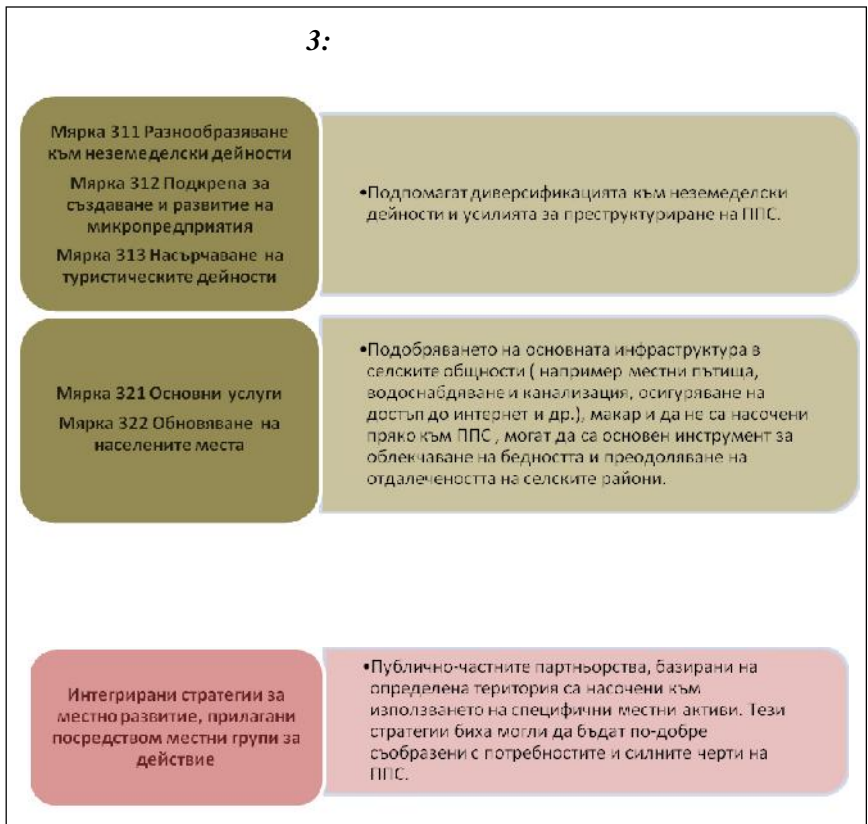 3:
Мярка 311 Разнообразяване
към неземеделски дейности
Мярка 312 Подкрепа за
създаване и развитие на
микропредприятия
Мярка 313 Насърчаване на
туристическите дейности
•Подпомагат диверсификацията към неземеделски
дейности и усилията за преструктуриране на ППС.
Мярка 321 Основни услуги
Мярка 322 Обновяване на
населените места
•Подобряването на основната инфраструктура в
селските общности ( например местни пътища,
водоснабдяване и канализация, осигуряване на
достъп до интернет и др.), макар и да не са насочени
пряко към ППС , могат да са основен инструмент за
облекчаване на бедността и преодоляване на
отдалечеността на селските райони.
Интегрирани стратегии за
местно развитие, прилагани
посредством местни групи за
действие
•Публично-частните партньорства, базирани на
определена територия са насочени към
използването на специфични местни активи. Тези
стратегии биха могли да бъдат по-добре
съобразени с потребностите и силните черти на
ППС.